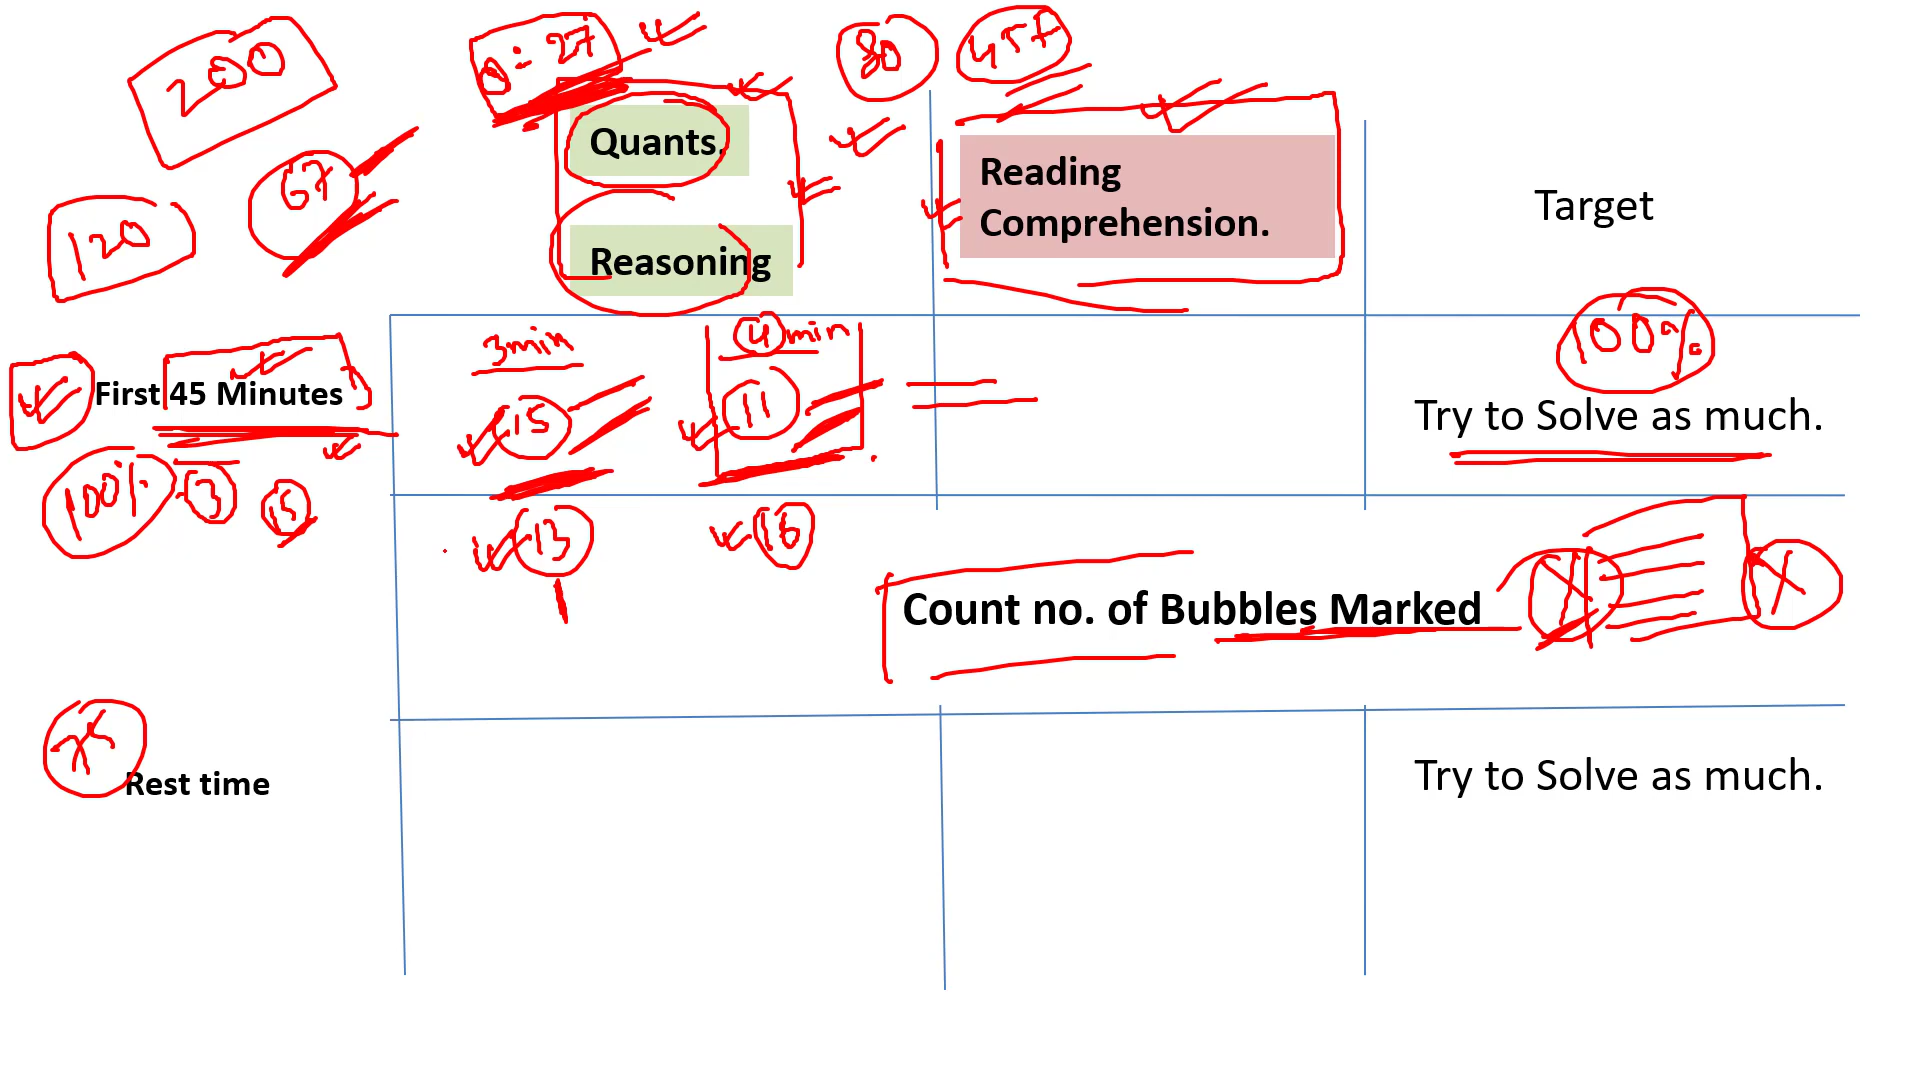 200
Q: 27
80
45+
Quants.
67
Reading
Comprehension.
120
Target
Reasoning
3min
4min
100%
First 45 Minutes
15
11
Try to Solve as much.
100%
3
15
13
16
Count no. of Bubbles Marked
75
Rest time
Try to Solve as much.